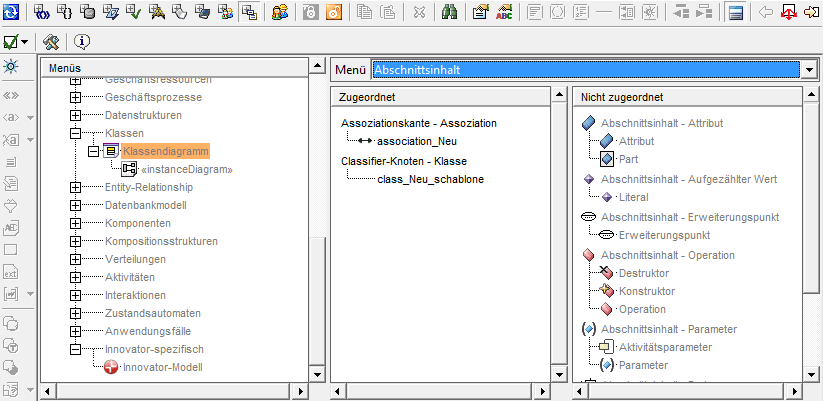 ABC
Menüs
Geschäftsressourcen
Geschäftsprozesse
Datenstrukturen
Klassen
Klassendiagramm
«instanceDiagram»
Entity-Relationship
Datenbankmodell
Komponenten
Kompositionsstrukturen
Verteilungen
Aktivitäten
Interaktionen
Zustandsautomaten
Anwendungsfälle
Innovator-spezifisch
Innovator-Modell
Menü Abschnittsinhalt
Zugeordnet
Assoziationskante - Assoziation
association_Neu
Classifier-Knoten - Klasse
class_Neu_schablone
Nicht zugeordnet
Abschnittsinhalt - Attribut
Attribut
Part
Abschnittsinhalt - Aufgezählter Wert
Literal
Abschnittsinhalt - Erweiterungspunkt
Erweiterungspunkt
Abschnittsinhalt - Operation
Destruktor
Konstruktor
Operation
Abschnittsinhalt - Parameter
Aktivitätsparameter
Parameter